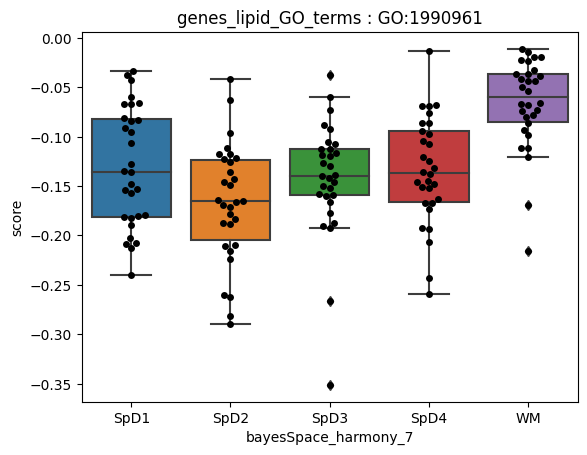 genes_lipid_GO_terms : GO:1990961
0.00
−0.05
−0.10
−0.15
−0.20
−0.25
−0.30
−0.35
score
SpD1 SpD2 SpD3 SpD4 WM
bayesSpace_harmony_7